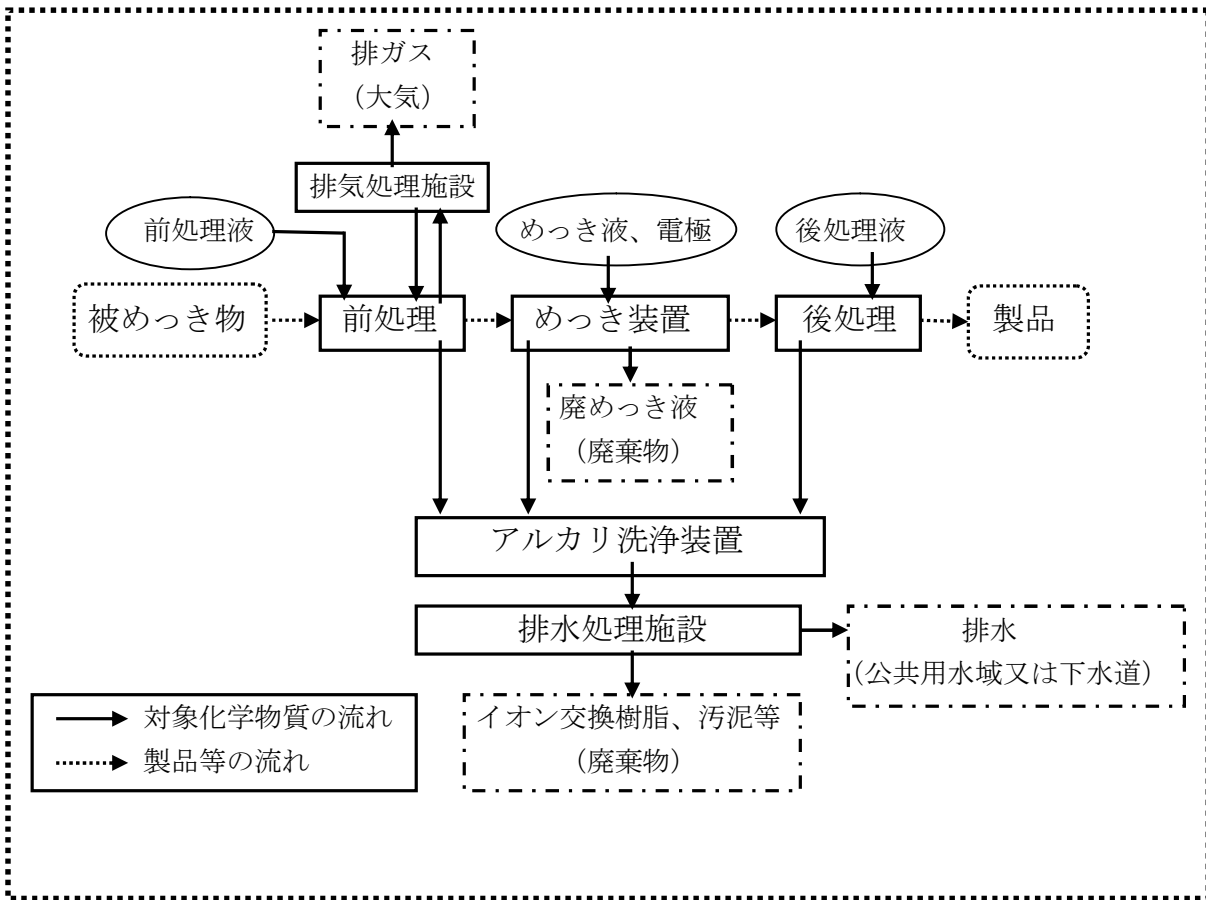 排ガス
（大気）
排気処理施設
前処理液
めっき液、電極
後処理液
被めっき物
前処理
めっき装置
後処理
製品
廃めっき液
（廃棄物）
アルカリ洗浄装置
排水処理施設
排水
（公共用水域又は下水道）
イオン交換樹脂、汚泥等
（廃棄物）
対象化学物質の流れ
製品等の流れ